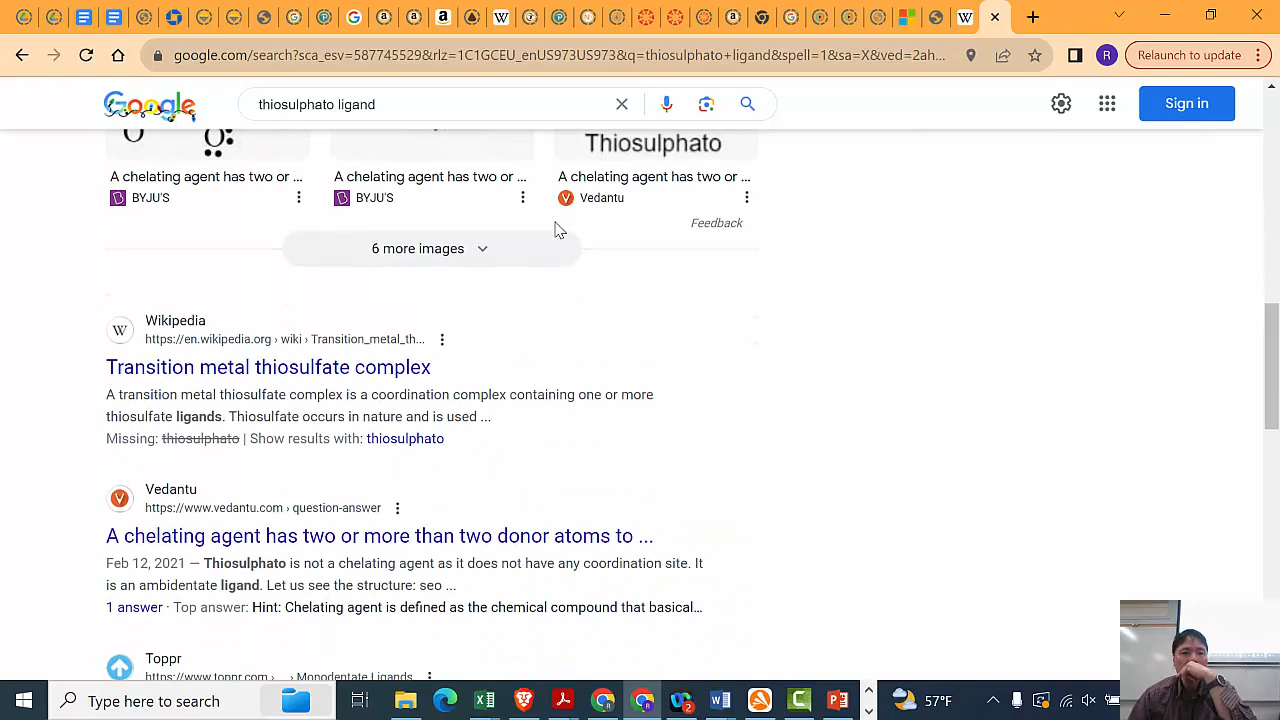 google.com/search?sca_esv=587745529&rlz=1C1GCEU_enUS973US973&q=thiosulphato+ligand&spell=1&sa=X&ved=2ah...
R
Relaunch to update
Google
thiosulphato ligand
Sign in
Thiosulphato
A chelating agent has two or ...
A chelating agent has two or ...
A chelating agent has two or ...
BYJU'S
BYJU'S
Vedantu
Feedback
6 more images
W
Wikipedia
https://en.wikipedia.org › wiki › Transition_metal_th...
Transition metal thiosulfate complex
A transition metal thiosulfate complex is a coordination complex containing one or more
thiosulfate ligands. Thiosulfate occurs in nature and is used ...
Missing: thiosulphato | Show results with: thiosulphato
Vedantu
https://www.vedantu.com › question-answer
A chelating agent has two or more than two donor atoms to ...
Feb 12, 2021 — Thiosulphato is not a chelating agent as it does not have any coordination site. It
is an ambidentate ligand. Let us see the structure: seo ...
1 answer · Top answer: Hint: Chelating agent is defined as the chemical compound that basical...
Toppr
https://www.toppr.com › ... › Monodentate Ligands
Type here to search
57°F